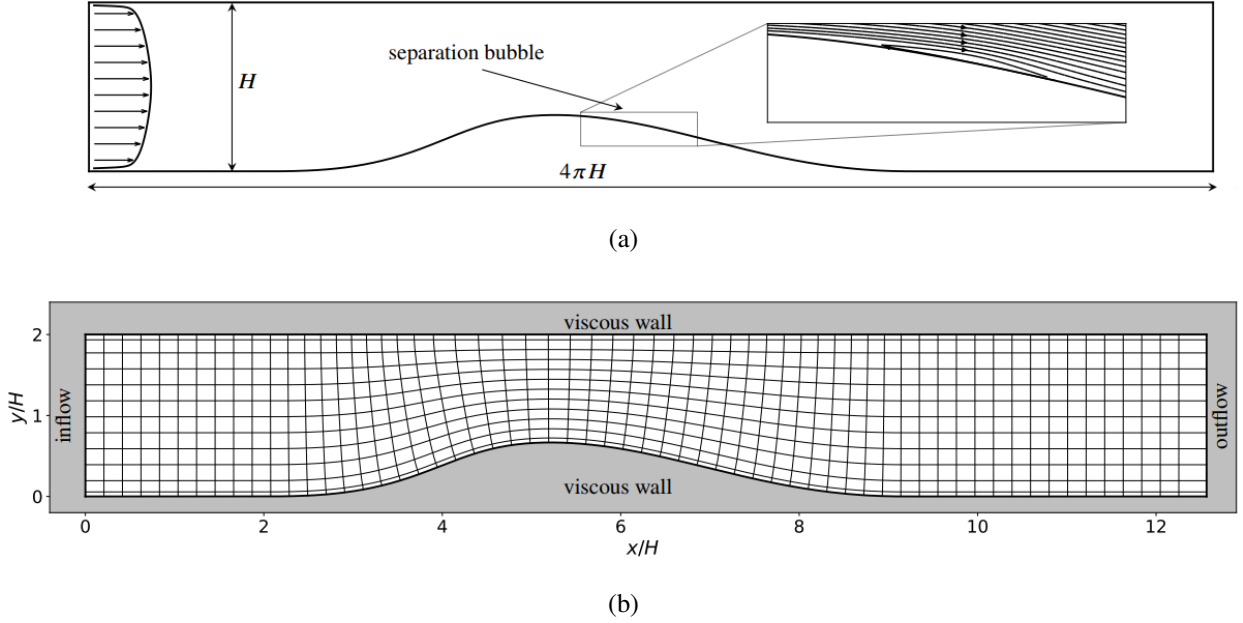 separation bubble
H
4πH
(a)
viscous wall
2
1
0
y/H
inflow
outflow
viscous wall
0 2 4 6 8 10 12
x/H
(b)